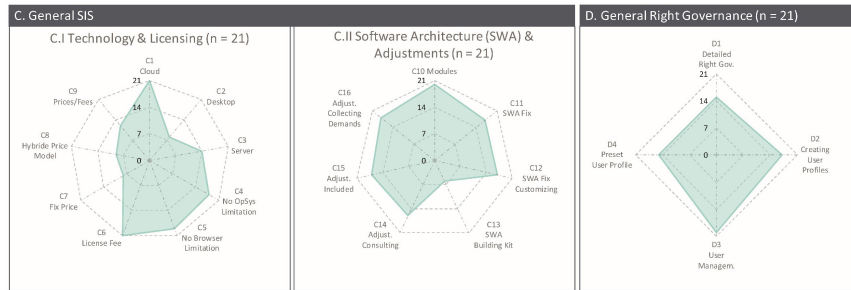 C. General SIS
C.I Technology & Licensing (n = 21)
C1
Cloud
21
14
7
0
C2
Desktop
C3
Server
C4
No OpSys
Limitation
C5
No Browser
Limitation
C6
License Fee
C7
Fix Price
C8
Hybride Price
Model
C9
Prices/Fees
C.II Software Architecture (SWA) &
Adjustments (n = 21)
C10 Modules
21
14
7
0
C11
SWA Fix
C12
SWA Fix
Customizing
C13
SWA
Building Kit
C14
Adjust.
Consulting
C15
Adjust.
Included
C16
Adjust.
Collecting
Demands
D. General Right Governance (n = 21)
D1
Detailed
Right Gov.
21
14
7
0
D2
Creating
User
Profiles
D3
User
Managem.
D4
Preset
User Profile